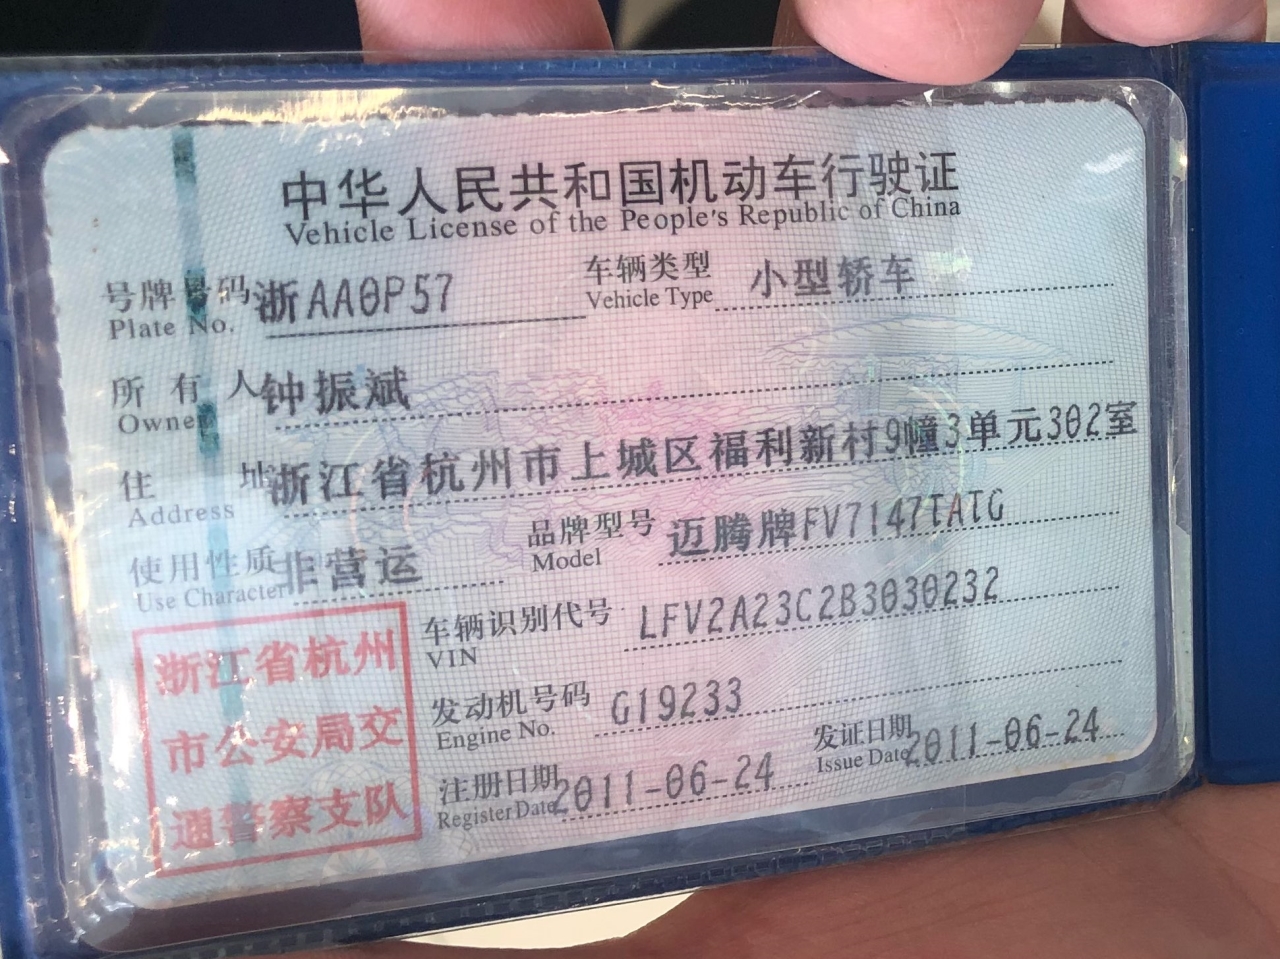 中华人民共和国机动车行驶证
Vehicle License of the People's Republic of China
号牌号码 浙AA0P57 车辆类型 小型轿车
Plate No. Vehicle Type
所有人 钟振斌
Owner
住址 浙江省杭州市上城区福利新村9幢3单元302室
Address
使用性质 非营运 品牌型号 迈腾牌FV7147TATG
Use Character Model
车辆识别代号 LFV2A23C2B3030232
VIN
发动机号码 G19233
Engine No.
注册日期 2011-06-24 发证日期 2011-06-24
Register Date Issue Date
浙江省杭州
市公安局交
通警察支队